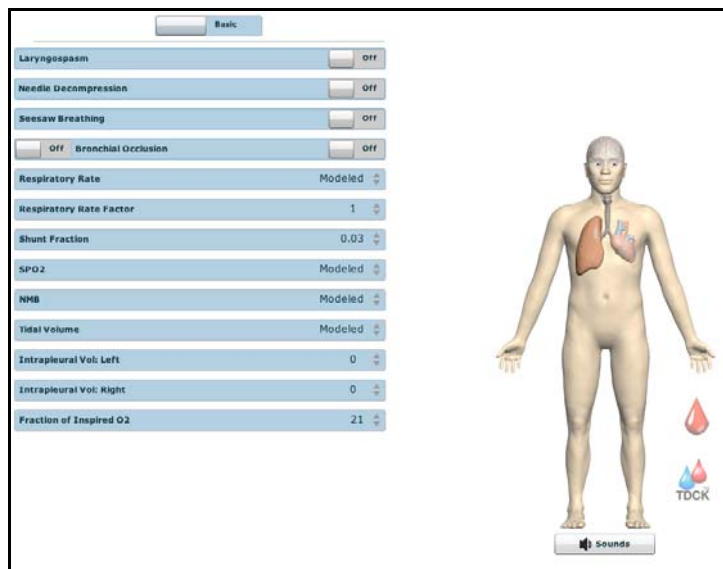 Basic
Laryngospasm Off
Needle Decompression Off
Seesaw Breathing Off
Off Bronchial Occlusion Off
Respiratory Rate Modeled
Respiratory Rate Factor 1
Shunt Fraction 0.03
SPO2 Modeled
NMB Modeled
Tidal Volume Modeled
Intrapleural Vol: Left 0
Intrapleural Vol: Right 0
Fraction of Inspired O2 21
TDCK
Sounds